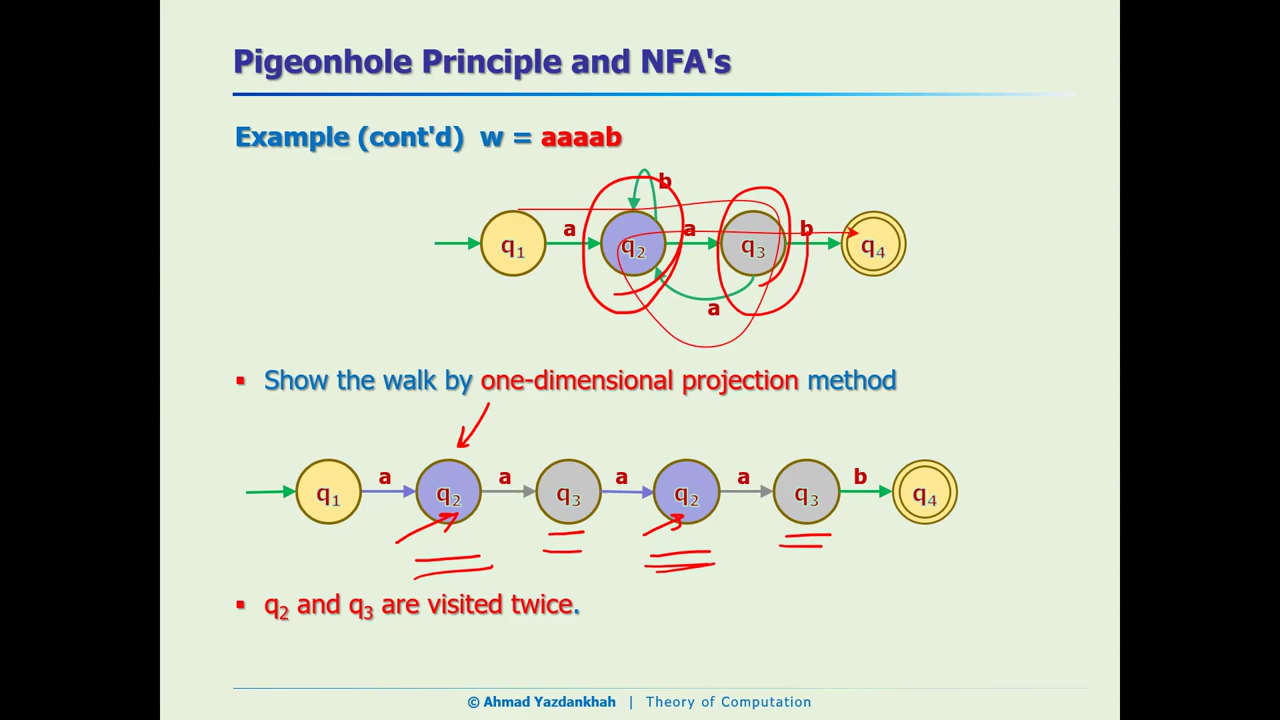 Pigeonhole Principle and NFA's
Example (cont'd) w = aaaab
b
a a b
q1 q2 q3 q4
a
▪ Show the walk by one-dimensional projection method
a a a a b
q1 q2 q3 q2 q3 q4
▪ q2 and q3 are visited twice.
© Ahmad Yazdankhah | Theory of Computation